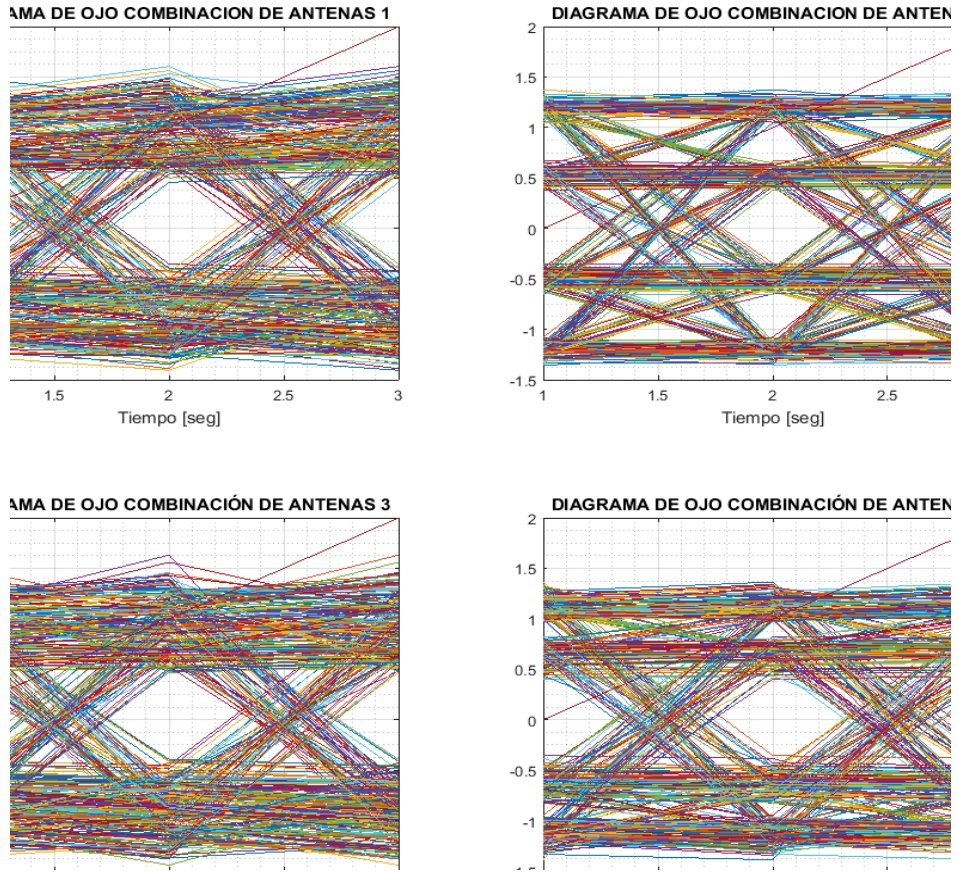 AMA DE OJO COMBINACION DE ANTENAS 1
1.5 2 2.5 3
Tiempo [seg]
DIAGRAMA DE OJO COMBINACION DE ANTEN
2
1.5
1
0.5
0
-0.5
-1
-1.5
1 1.5 2 2.5
Tiempo [seg]
AMA DE OJO COMBINACIÓN DE ANTENAS 3
DIAGRAMA DE OJO COMBINACIÓN DE ANTEN
2
1.5
1
0.5
0
-0.5
-1
-1.5